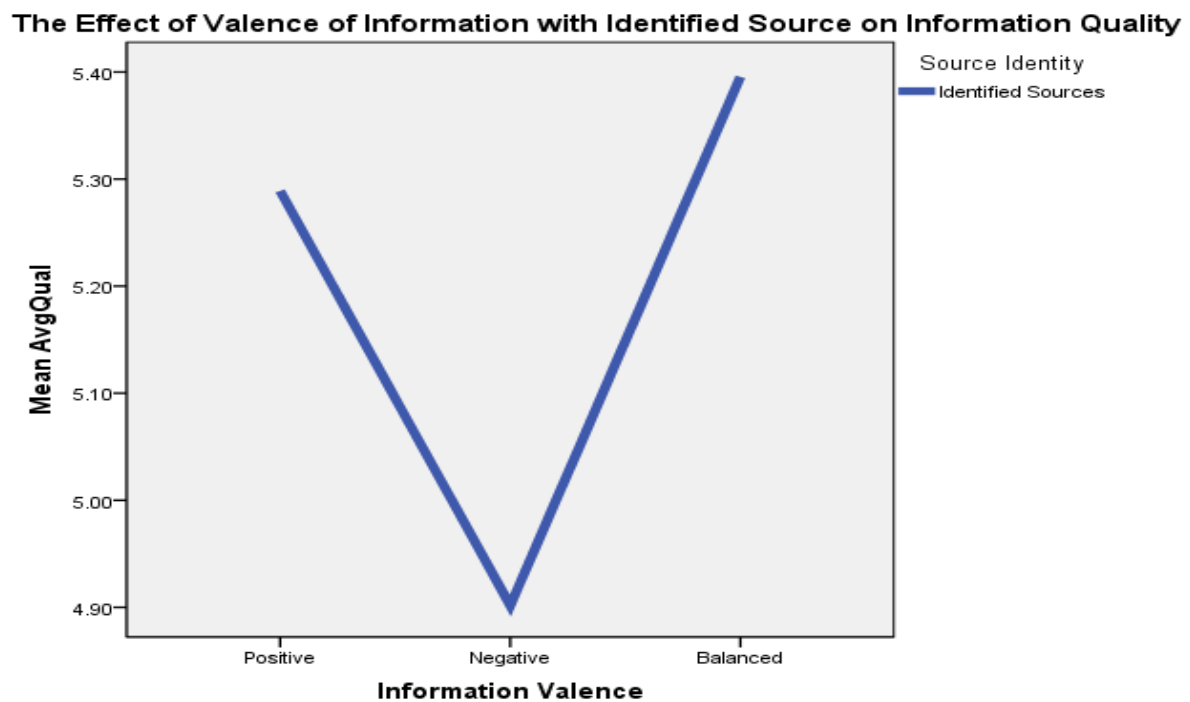 The Effect of Valence of Information with Identified Source on Information Quality
Source Identity
Identified Sources
5.40
5.30
5.20
5.10
5.00
4.90
Mean AvgQual
Positive Negative Balanced
Information Valence